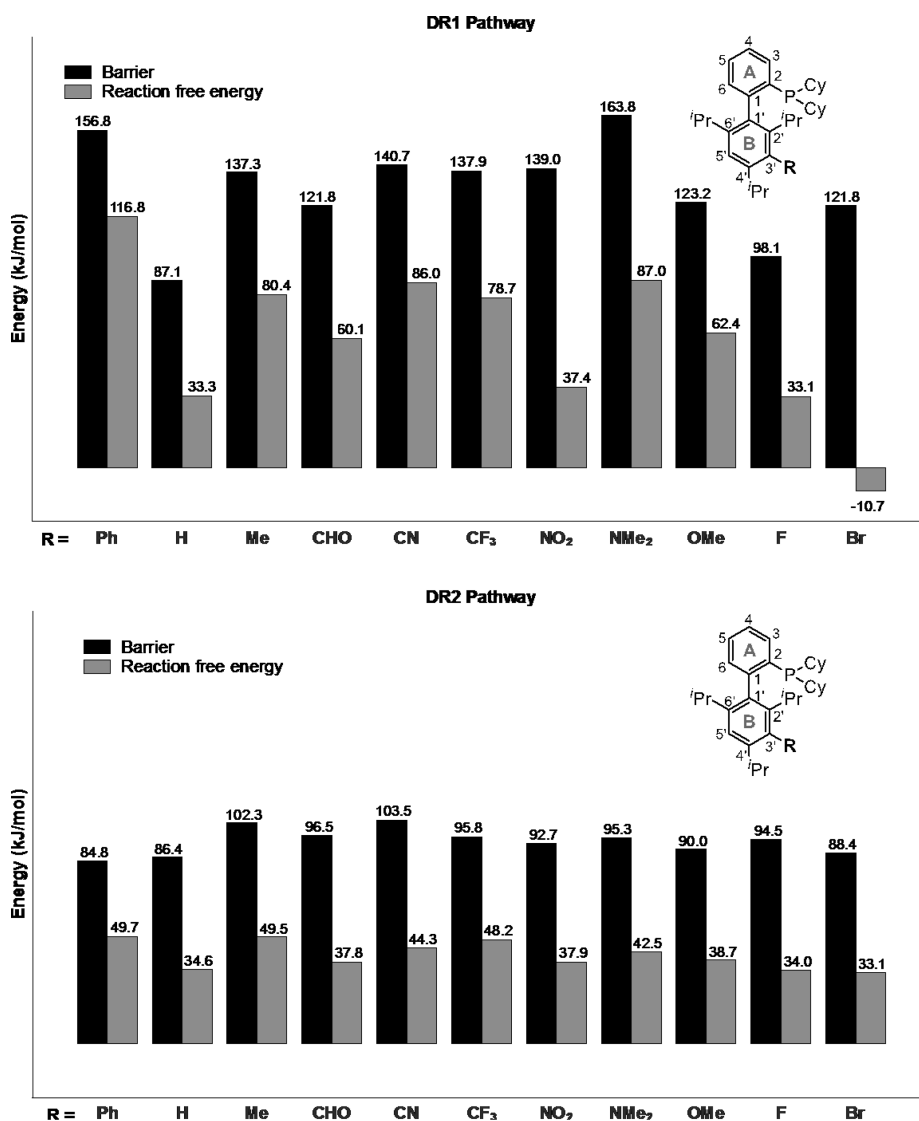 DR1 Pathway
Energy (kJ/mol)
Barrier
Reaction free energy
4
5
3
A
6
2
1
P
Cy
Cy
1'
iPr
6'
2'
iPr
B
5'
3'
R
4'
iPr
156.8
116.8
87.1
33.3
137.3
80.4
121.8
60.1
140.7
86.0
137.9
78.7
139.0
37.4
163.8
87.0
123.2
62.4
98.1
33.1
121.8
-10.7
R = Ph H Me CHO CN CF₃ NO₂ NMe₂ OMe F Br
DR2 Pathway
Energy (kJ/mol)
Barrier
Reaction free energy
4
5
3
A
6
2
1
P
Cy
Cy
1'
iPr
6'
2'
iPr
B
5'
3'
R
4'
iPr
84.8
49.7
86.4
34.6
102.3
49.5
96.5
37.8
103.5
44.3
95.8
48.2
92.7
37.9
95.3
42.5
90.0
38.7
94.5
34.0
88.4
33.1
R = Ph H Me CHO CN CF₃ NO₂ NMe₂ OMe F Br